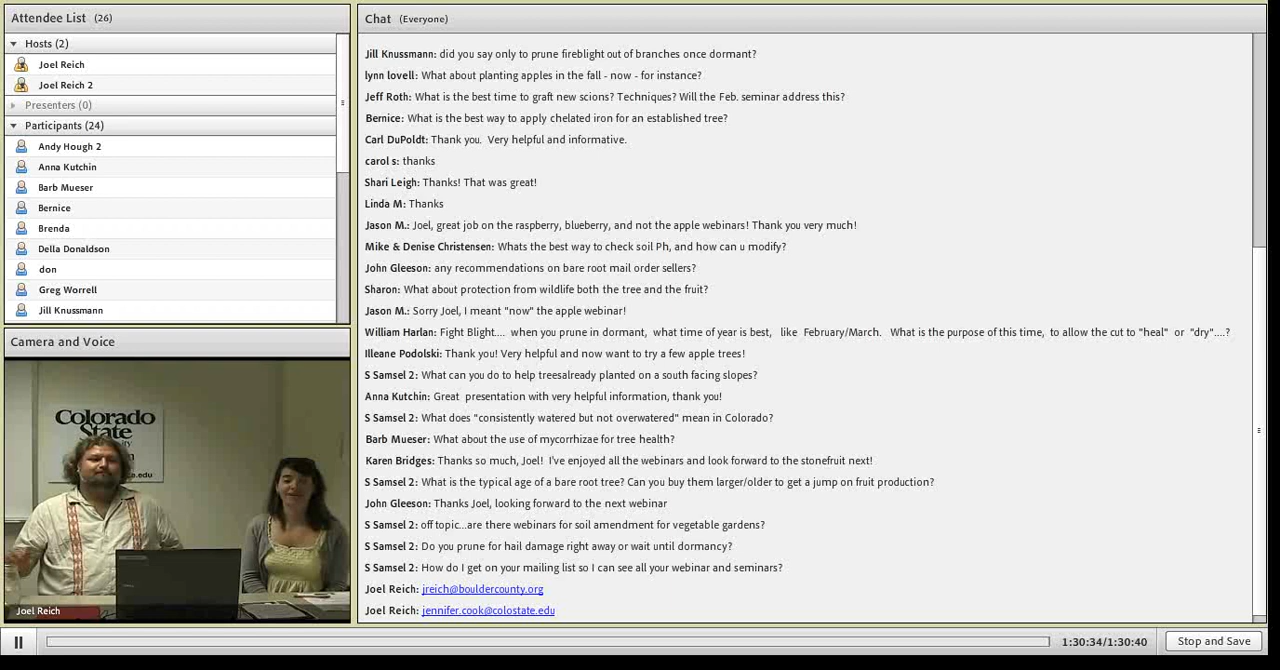 Attendee List (26)
Hosts (2)
Joel Reich
Joel Reich 2
Presenters (0)
Participants (24)
Andy Hough 2
Anna Kutchin
Barb Mueser
Bernice
Brenda
Della Donaldson
don
Greg Worrell
Jill Knussmann
Camera and Voice
Colorado
State
Joel Reich
Chat (Everyone)
Jill Knussmann: did you say only to prune fireblight out of branches once dormant?
lynn lovell: What about planting apples in the fall - now - for instance?
Jeff Roth: What is the best time to graft new scions? Techniques? Will the Feb. seminar address this?
Bernice: What is the best way to apply chelated iron for an established tree?
Carl DuPoldt: Thank you.  Very helpful and informative.
carol s: thanks
Shari Leigh: Thanks! That was great!
Linda M: Thanks
Jason M.: Joel, great job on the raspberry, blueberry, and not the apple webinars! Thank you very much!
Mike & Denise Christensen: Whats the best way to check soil Ph, and how can u modify?
John Gleeson: any recommendations on bare root mail order sellers?
Sharon: What about protection from wildlife both the tree and the fruit?
Jason M.: Sorry Joel, I meant "now" the apple webinar!
William Harlan: Fight Blight.... when you prune in dormant, what time of year is best, like February/March. What is the purpose of this time, to allow the cut to "heal" or "dry"....?
Illeane Podolski: Thank you! Very helpful and now want to try a few apple trees!
S Samsel 2: What can you do to help treesalready planted on a south facing slopes?
Anna Kutchin: Great  presentation with very helpful information, thank you!
S Samsel 2: What does "consistently watered but not overwatered" mean in Colorado?
Barb Mueser: What about the use of mycorrhizae for tree health?
Karen Bridges: Thanks so much, Joel!  I've enjoyed all the webinars and look forward to the stonefruit next!
S Samsel 2: What is the typical age of a bare root tree? Can you buy them larger/older to get a jump on fruit production?
John Gleeson: Thanks Joel, looking forward to the next webinar
S Samsel 2: off topic...are there webinars for soil amendment for vegetable gardens?
S Samsel 2: Do you prune for hail damage right away or wait until dormancy?
S Samsel 2: How do I get on your mailing list so I can see all your webinar and seminars?
Joel Reich: jreich@bouldercounty.org
Joel Reich: jennifer.cook@colostate.edu
1:30:34/1:30:40
Stop and Save